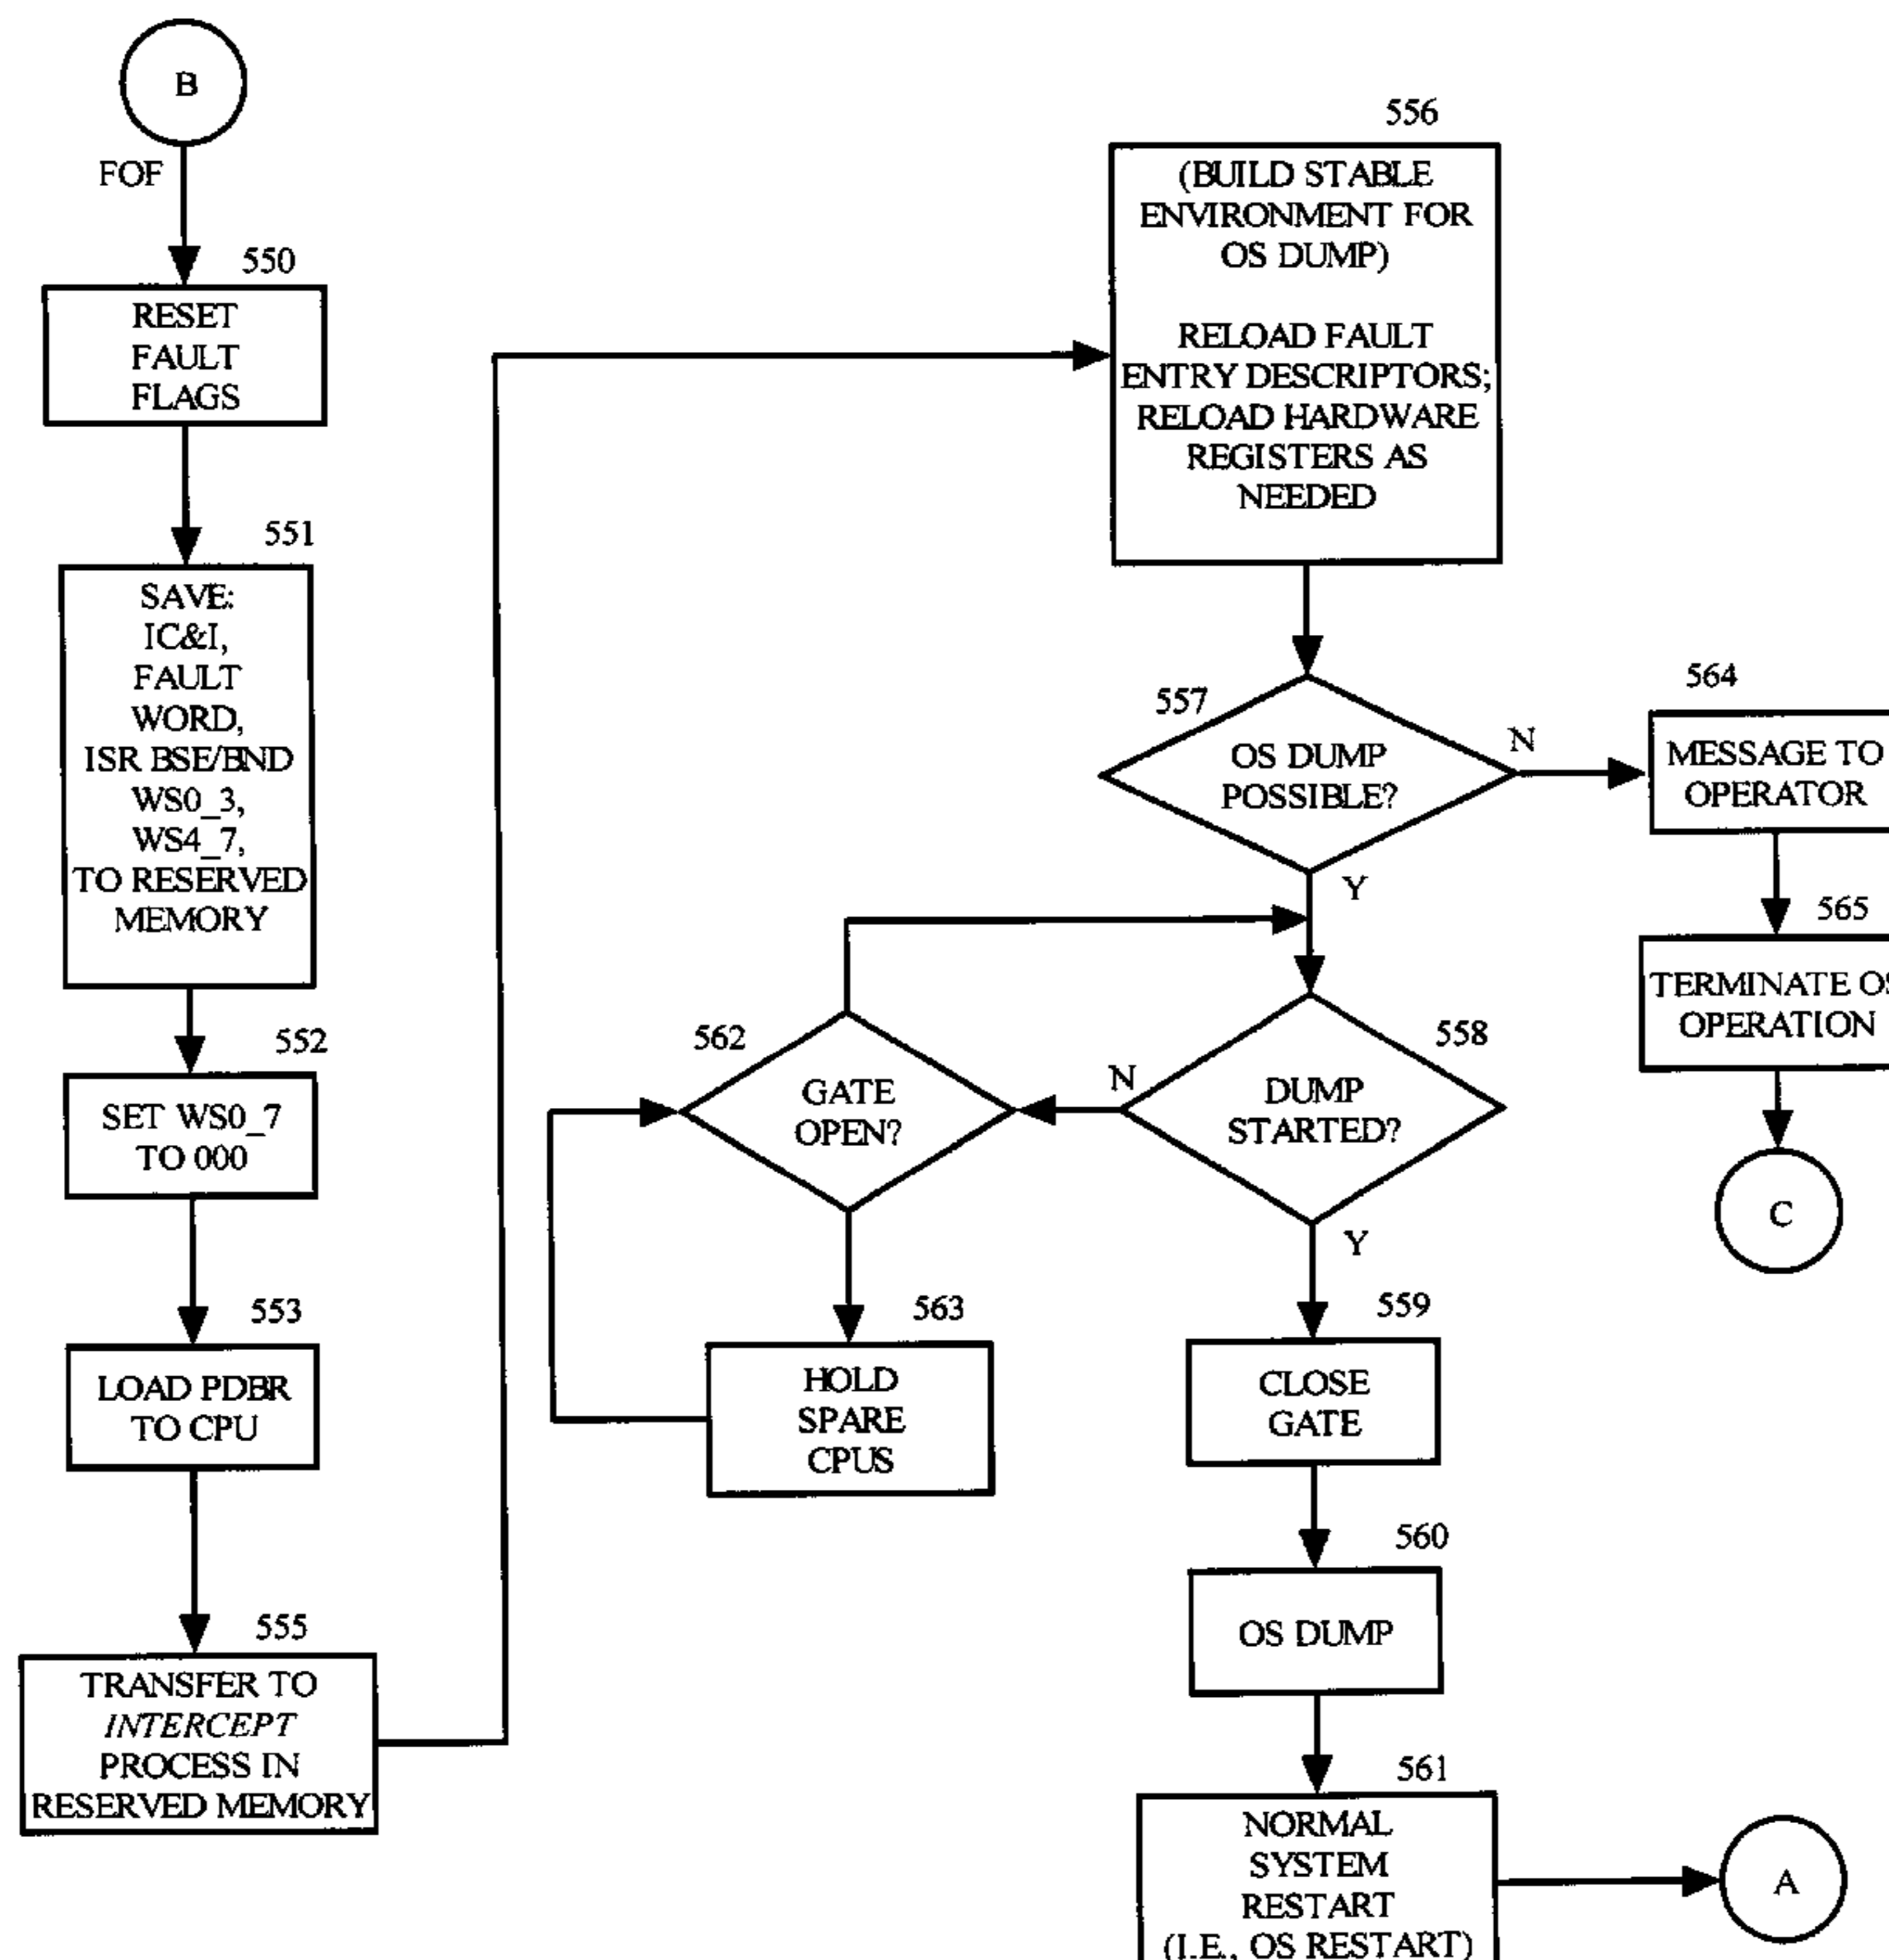 B
FOF
550
RESET
FAULT
FLAGS
551
SAVE:
IC&I,
FAULT
WORD,
ISR BSE/BND
WS0_3,
WS4_7,
TO RESERVED
MEMORY
552
SET WS0_7
TO 000
553
LOAD PDBR
TO CPU
555
TRANSFER TO
INTERCEPT
PROCESS IN
RESERVED MEMORY
556
(BUILD STABLE
ENVIRONMENT FOR
OS DUMP)
RELOAD FAULT
ENTRY DESCRIPTORS;
RELOAD HARDWARE
REGISTERS AS
NEEDED
557
OS DUMP
POSSIBLE?
N
Y
564
MESSAGE TO
OPERATOR
565
TERMINATE OS
OPERATION
C
558
DUMP
STARTED?
N
Y
562
GATE
OPEN?
563
HOLD
SPARE
CPUS
559
CLOSE
GATE
560
OS DUMP
561
NORMAL
SYSTEM
RESTART
(I.E., OS RESTART)
A